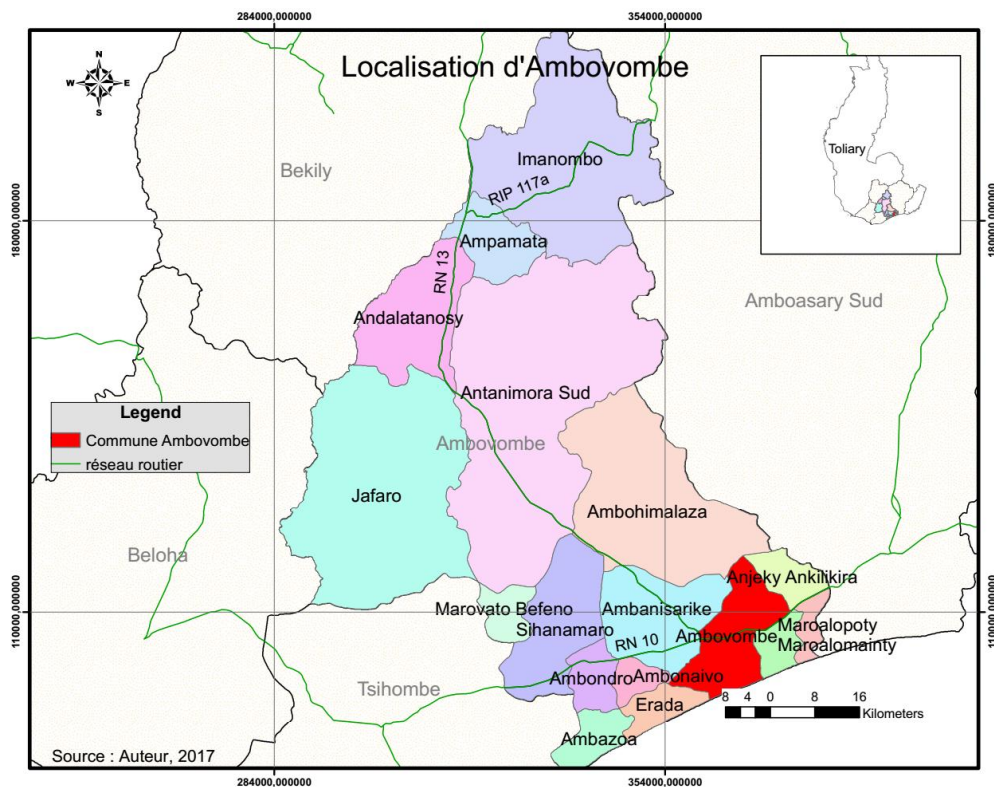 284000,000000
354000,000000
Localisation d'Ambovombe
N
W E
S
Toliary
Imanombo
Bekily
RIP 117a
180000,000000
180000,000000
Ampamata
RN 13
Amboasary Sud
Andalatanosy
Antanimora Sud
Legend
Commune Ambovombe
réseau routier
Ambovombe
Jafaro
Ambohimalaza
Beloha
Anjeky Ankilikira
110000,000000
110000,000000
Marovato Befeno
Ambanisarike
Sihanamaro
Maroalopoty
Ambovombe
Maroalomainty
RN 10
Tsihombe
Ambondro
Ambonaivo
Erada
8 4 0 8 16
Kilometers
Ambazoa
Source : Auteur, 2017
284000,000000
354000,000000